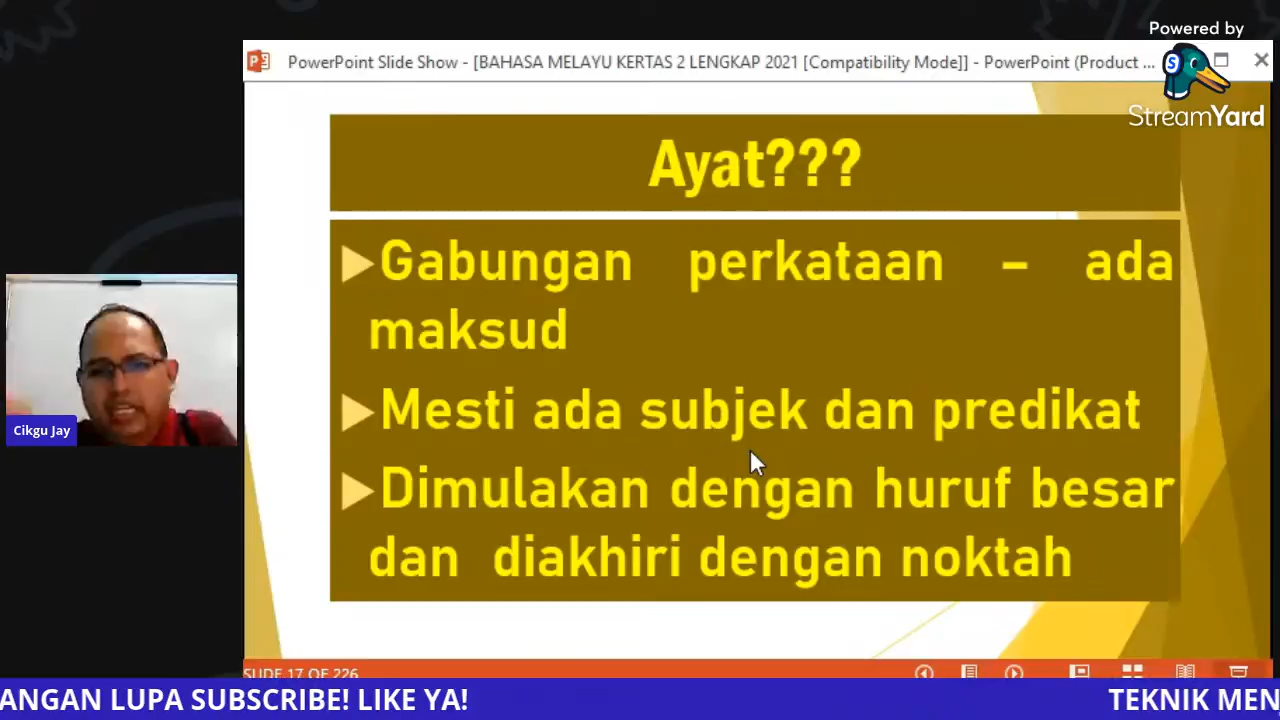 Powered by
PowerPoint Slide Show - [BAHASA MELAYU KERTAS 2 LENGKAP 2021 [Compatibility Mode]] - PowerPoint (Product ...
StreamYard
Ayat???
Gabungan perkataan – ada
maksud
Mesti ada subjek dan predikat
Dimulakan dengan huruf besar
dan diakhiri dengan noktah
Cikgu Jay
SLIDE 17 OF 226
ANGAN LUPA SUBSCRIBE! LIKE YA!
TEKNIK MEN